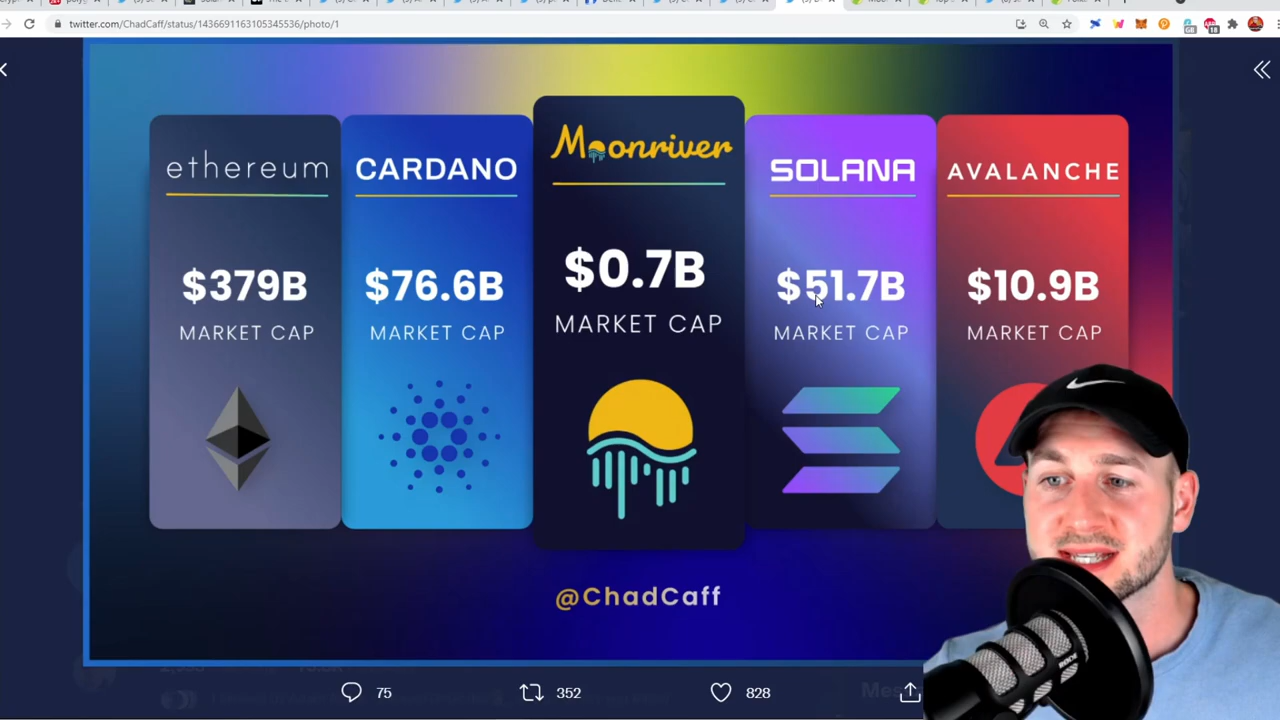 twitter.com/ChadCaff/status/1436691163105345536/photo/1
ethereum
$379B
MARKET CAP
CARDANO
$76.6B
MARKET CAP
Moonriver
$0.7B
MARKET CAP
SOLANA
$51.7B
MARKET CAP
AVALANCHE
$10.9B
MARKET CAP
@ChadCaff
75
352
828
RODE